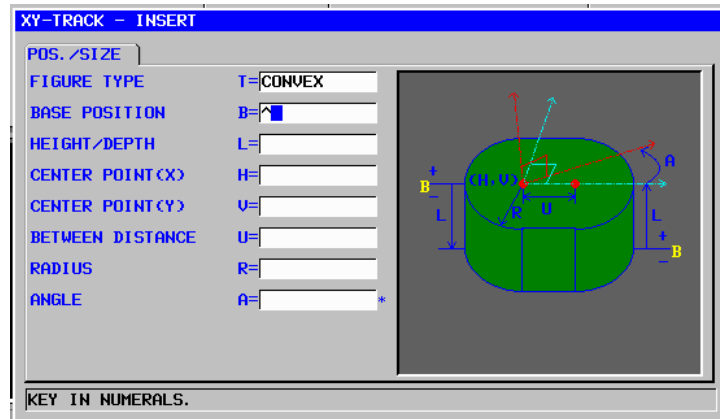 XY-TRACK - INSERT
POS./SIZE
FIGURE TYPE T=CONVEX
BASE POSITION B=^
HEIGHT/DEPTH L=
CENTER POINT(X) H=
CENTER POINT(Y) V=
BETWEEN DISTANCE U=
RADIUS R=
ANGLE A= *
A
+ (H,V)
B
- U
L R L
+
B
-
KEY IN NUMERALS.